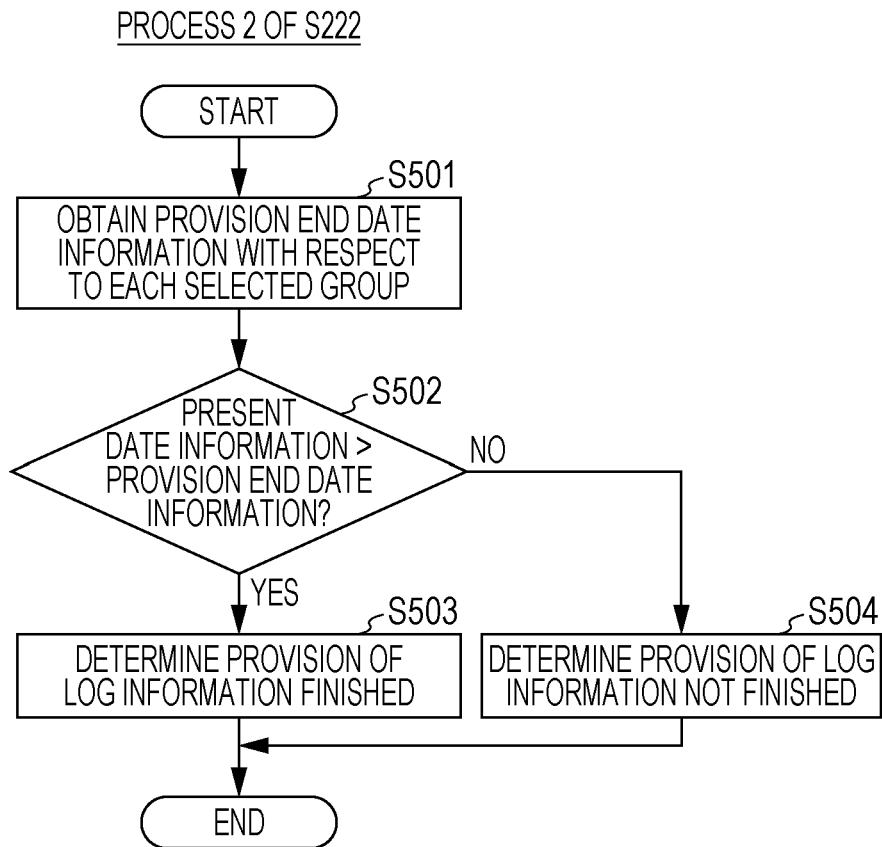 PROCESS 2 OF S222
START
S501
OBTAIN PROVISION END DATE
INFORMATION WITH RESPECT
TO EACH SELECTED GROUP
S502
PRESENT
DATE INFORMATION >
PROVISION END DATE
INFORMATION?
NO
YES
S503
DETERMINE PROVISION OF
LOG INFORMATION FINISHED
S504
DETERMINE PROVISION OF LOG
INFORMATION NOT FINISHED
END